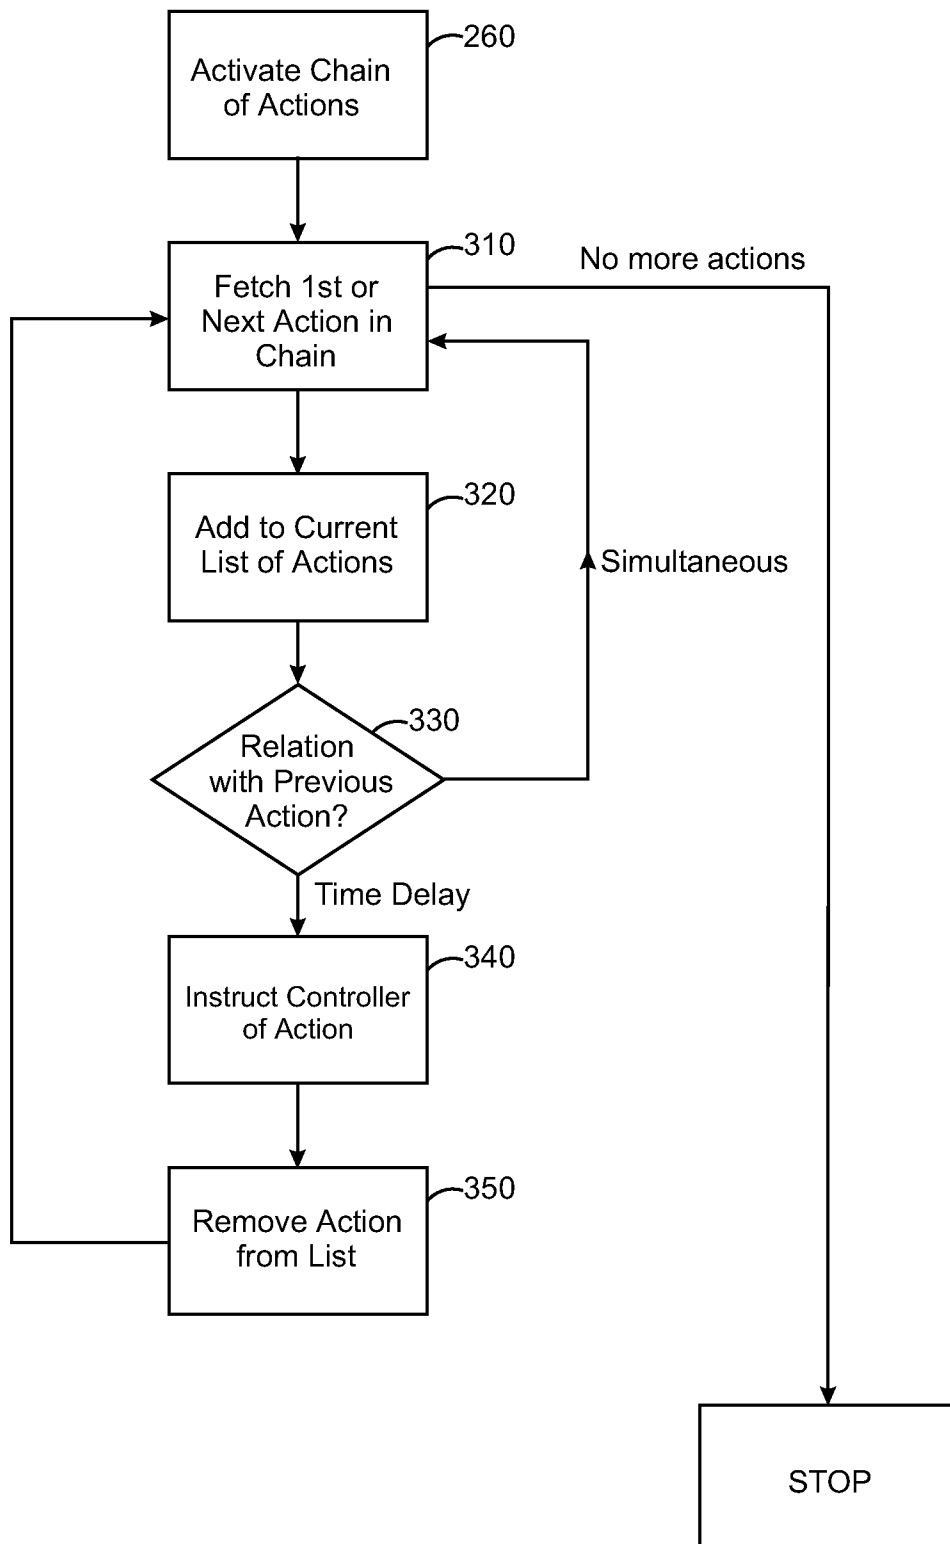 260
Activate Chain
of Actions
310
No more actions
Fetch 1st or
Next Action in
Chain
320
Add to Current
List of Actions
Simultaneous
330
Relation
with Previous
Action?
Time Delay
340
Instruct Controller
of Action
350
Remove Action
from List
STOP